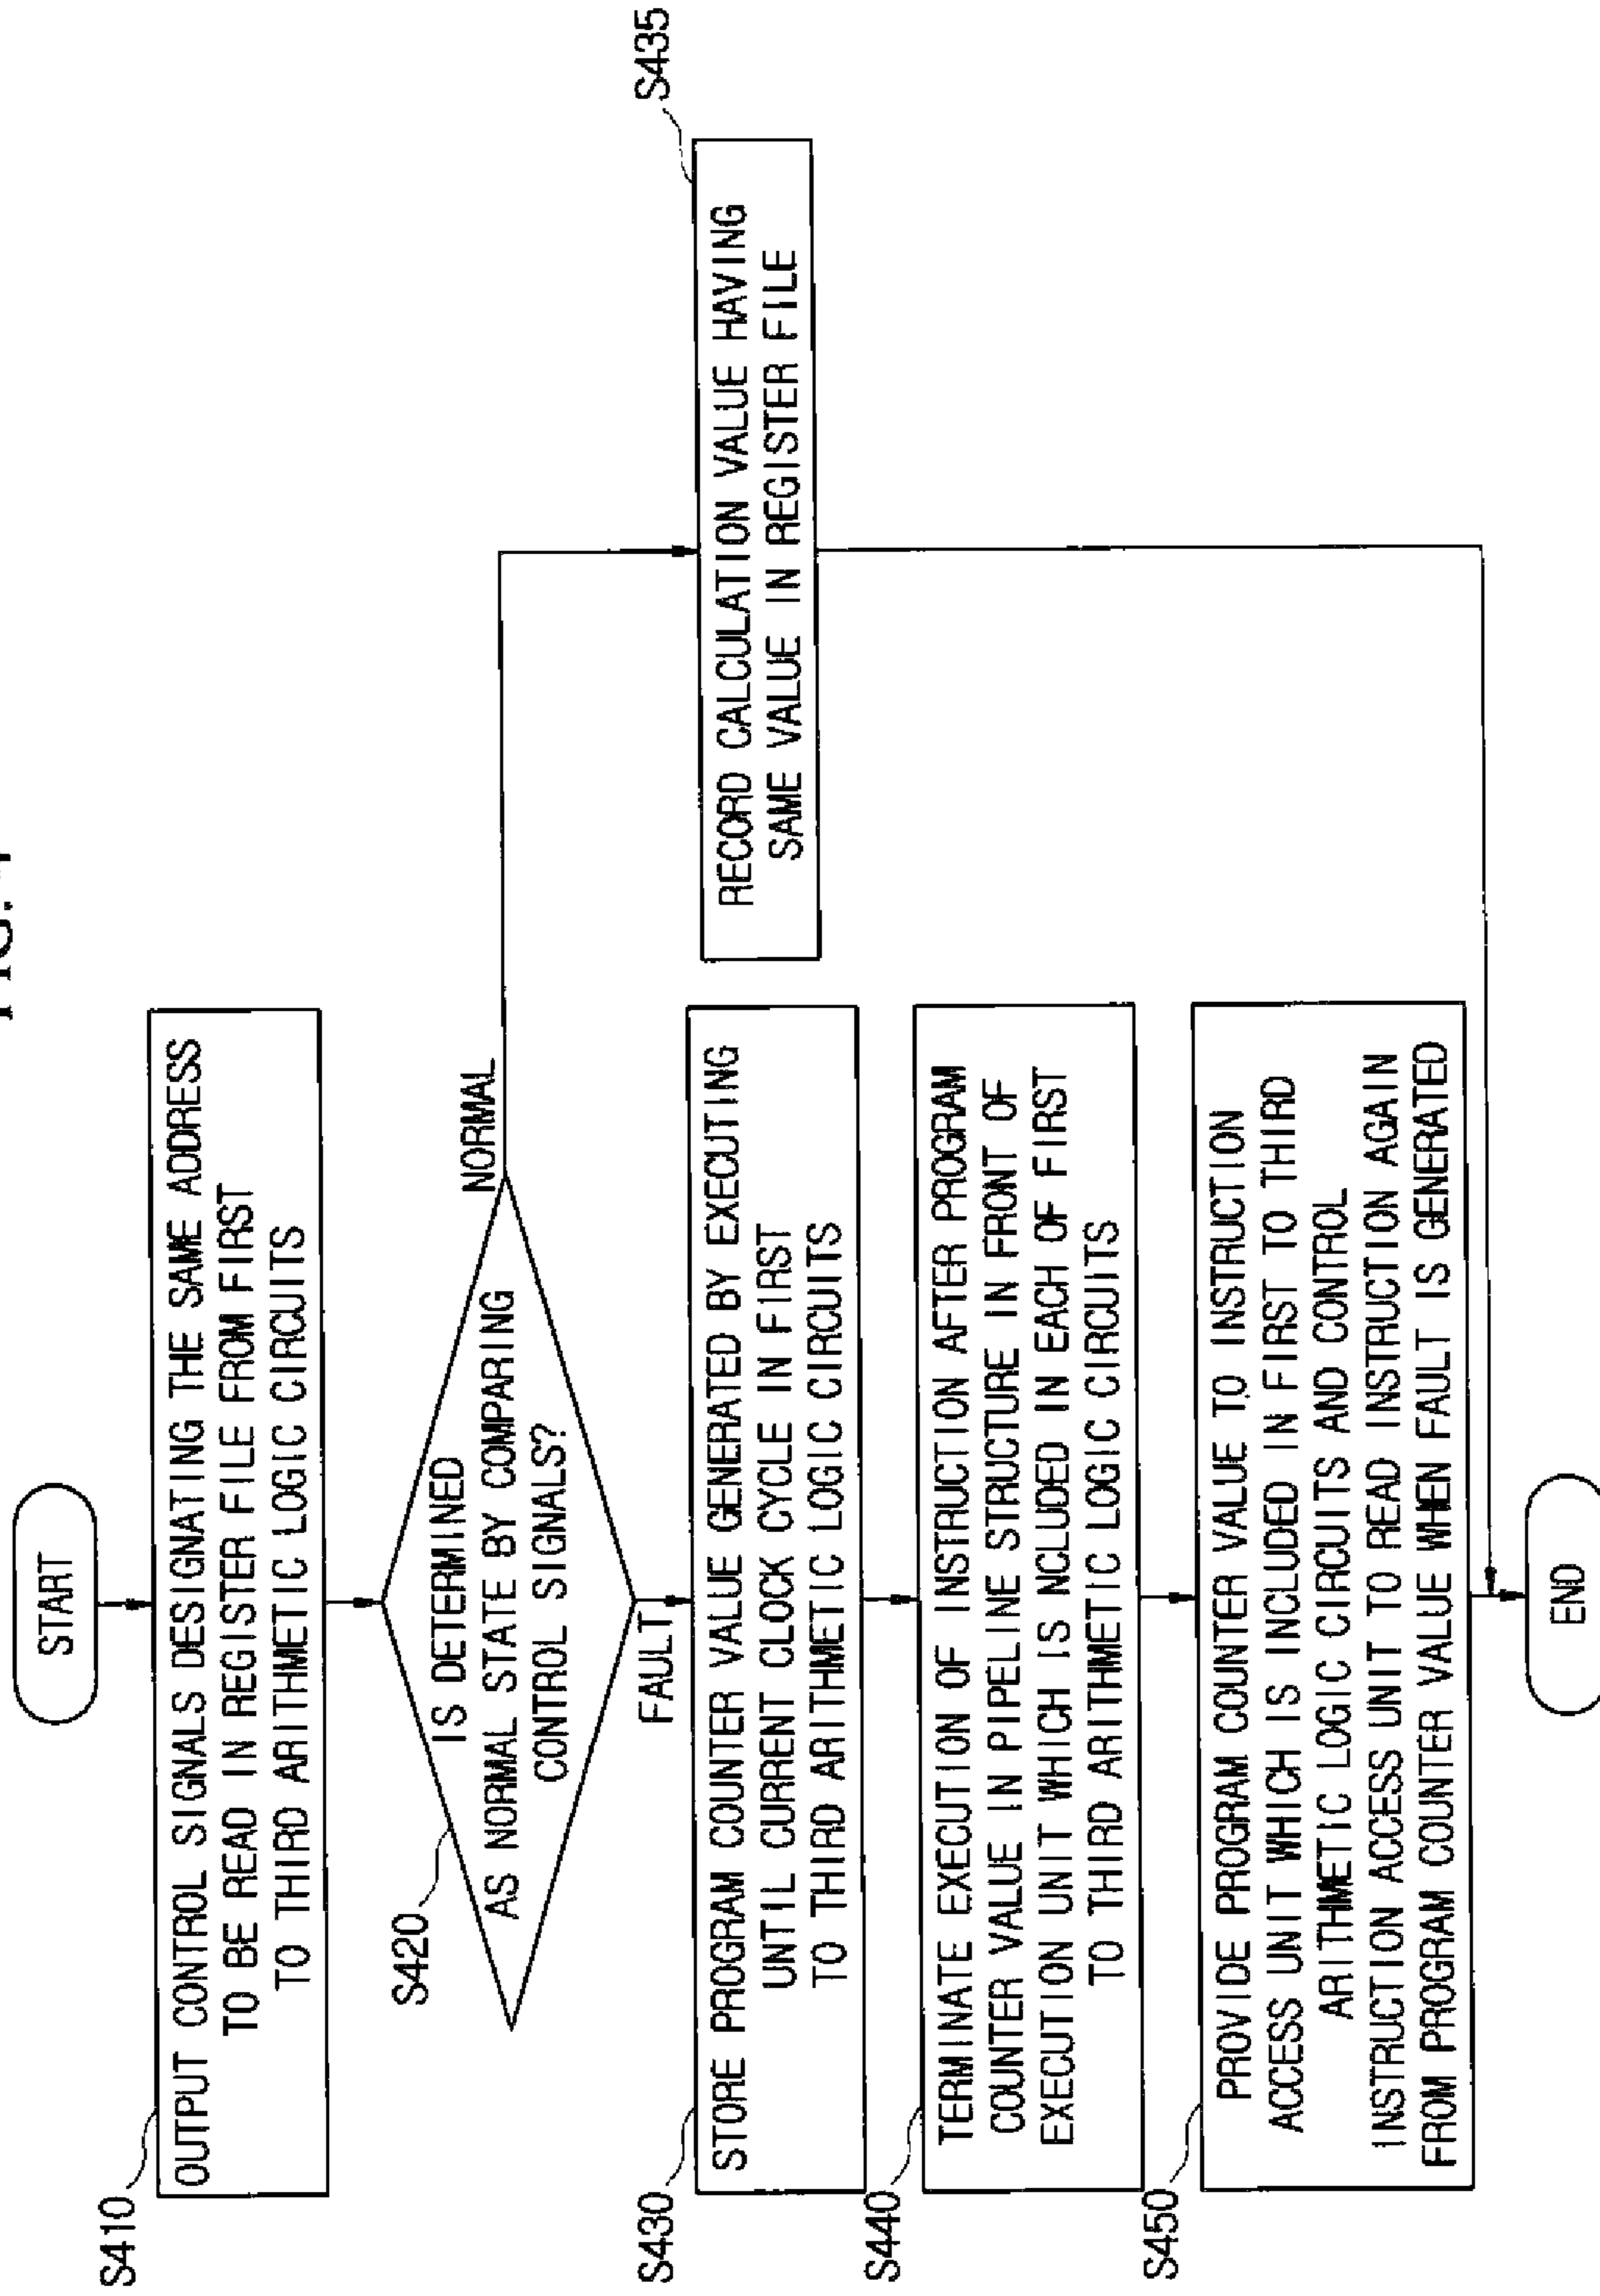 START
S410
OUTPUT CONTROL SIGNALS DESIGNATING THE SAME ADDRESS
TO BE READ IN REGISTER FILE FROM FIRST
TO THIRD ARITHMETIC LOGIC CIRCUITS
S420
IS DETERMINED
AS NORMAL STATE BY COMPARING
CONTROL SIGNALS?
NORMAL
FAULT
S430
STORE PROGRAM COUNTER VALUE GENERATED BY EXECUTING
UNTIL CURRENT CLOCK CYCLE IN FIRST
TO THIRD ARITHMETIC LOGIC CIRCUITS
S435
RECORD CALCULATION VALUE HAVING
SAME VALUE IN REGISTER FILE
S440
TERMINATE EXECUTION OF INSTRUCTION AFTER PROGRAM
COUNTER VALUE IN PIPELINE STRUCTURE IN FRONT OF
EXECUTION UNIT WHICH IS INCLUDED IN EACH OF FIRST
TO THIRD ARITHMETIC LOGIC CIRCUITS
S450
PROVIDE PROGRAM COUNTER VALUE TO INSTRUCTION
ACCESS UNIT WHICH IS INCLUDED IN FIRST TO THIRD
ARITHMETIC LOGIC CIRCUITS AND CONTROL
INSTRUCTION ACCESS UNIT TO READ INSTRUCTION AGAIN
FROM PROGRAM COUNTER VALUE WHEN FAULT IS GENERATED
END